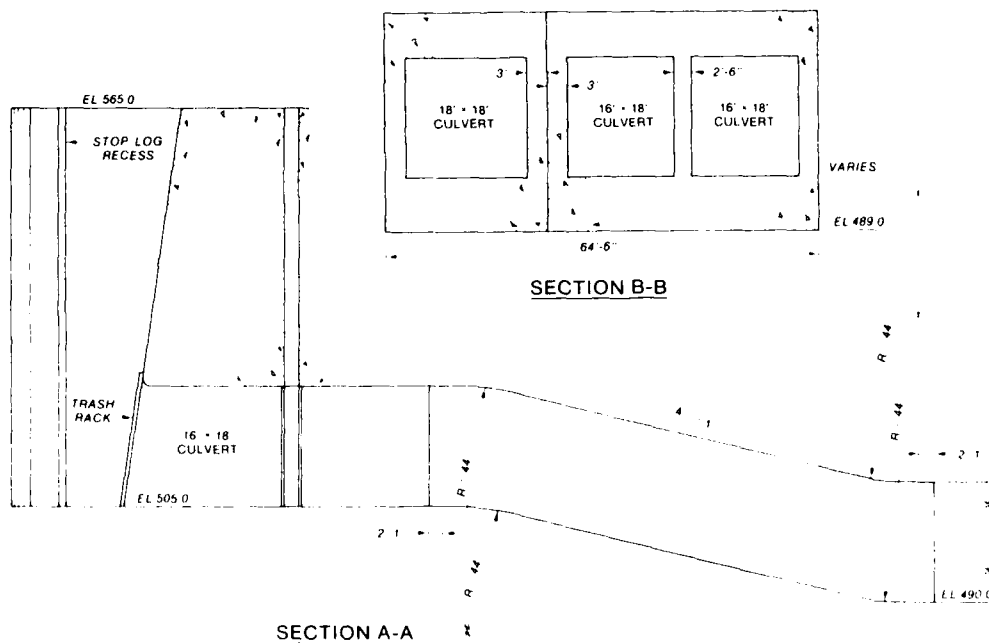 EL 565.0
STOP LOG
RECESS
3'
3'
2'-6"
18' × 18'
CULVERT
16' × 18'
CULVERT
16' × 18'
CULVERT
VARIES
EL 489.0
64'-6"
SECTION B-B
TRASH
RACK
16 × 18
CULVERT
EL 505.0
R 44
R 44
4 1
R 44
R 44
2 1
2 1
EL 490.0
SECTION A-A